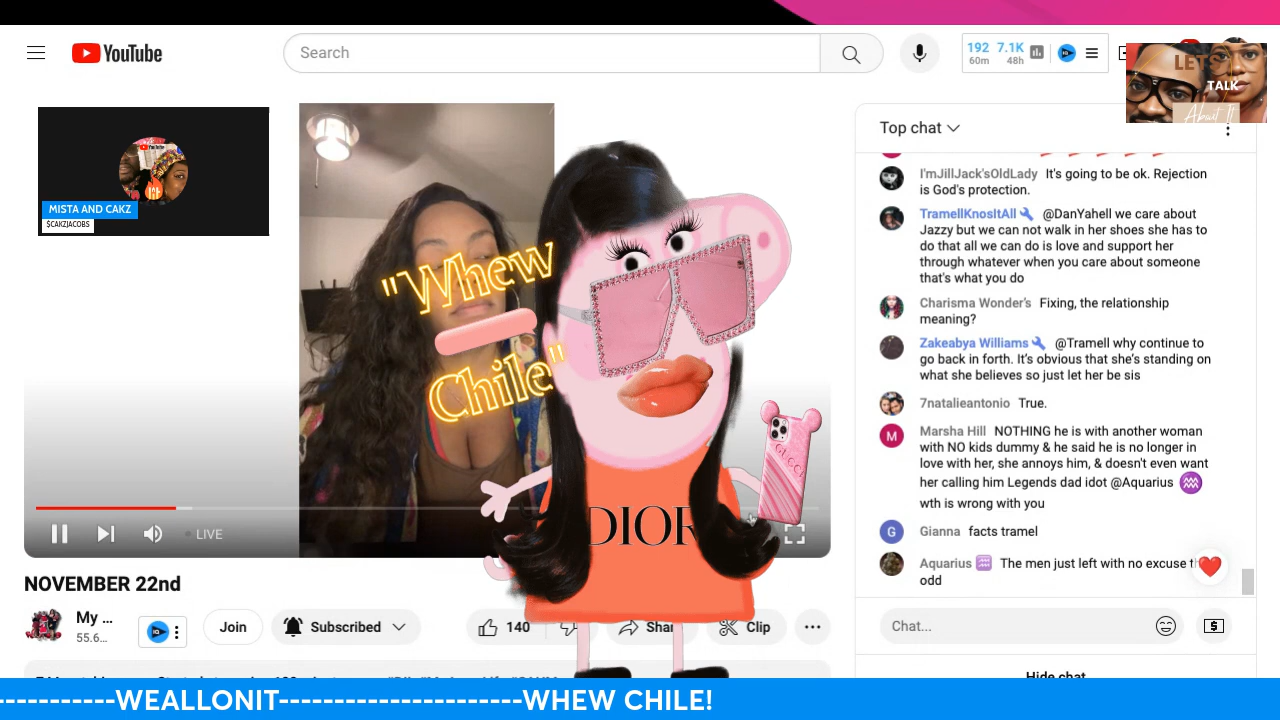 YouTube
Search
192
7.1K
60m
48h
LETS
TALK
About It
MISTA AND CAKZ
$CAKZJACOBS
"Whew
Chile"
GUCCI
DIOR
LIVE
NOVEMBER 22nd
My ...
55.6...
Join
Subscribed
140
Shar
Clip
Top chat
I'mJillJack'sOldLady It's going to be ok. Rejection
is God's protection.
TramellKnosItAll @DanYahell we care about
Jazzy but we can not walk in her shoes she has to
do that all we can do is love and support her
through whatever when you care about someone
that's what you do
Charisma Wonder's Fixing, the relationship
meaning?
Zakeabya Williams @Tramell why continue to
go back in forth. It's obvious that she's standing on
what she believes so just let her be sis
7natalieantonio True.
M Marsha Hill NOTHING he is with another woman
with NO kids dummy & he said he is no longer in
love with her, she annoys him, & doesn't even want
her calling him Legends dad idot @Aquarius ♒
wth is wrong with you
G Gianna facts tramel
Aquarius ♒ The men just left with no excuse
odd
Chat...
Hide chat
-----------WEALLONIT----------------------WHEW CHILE!